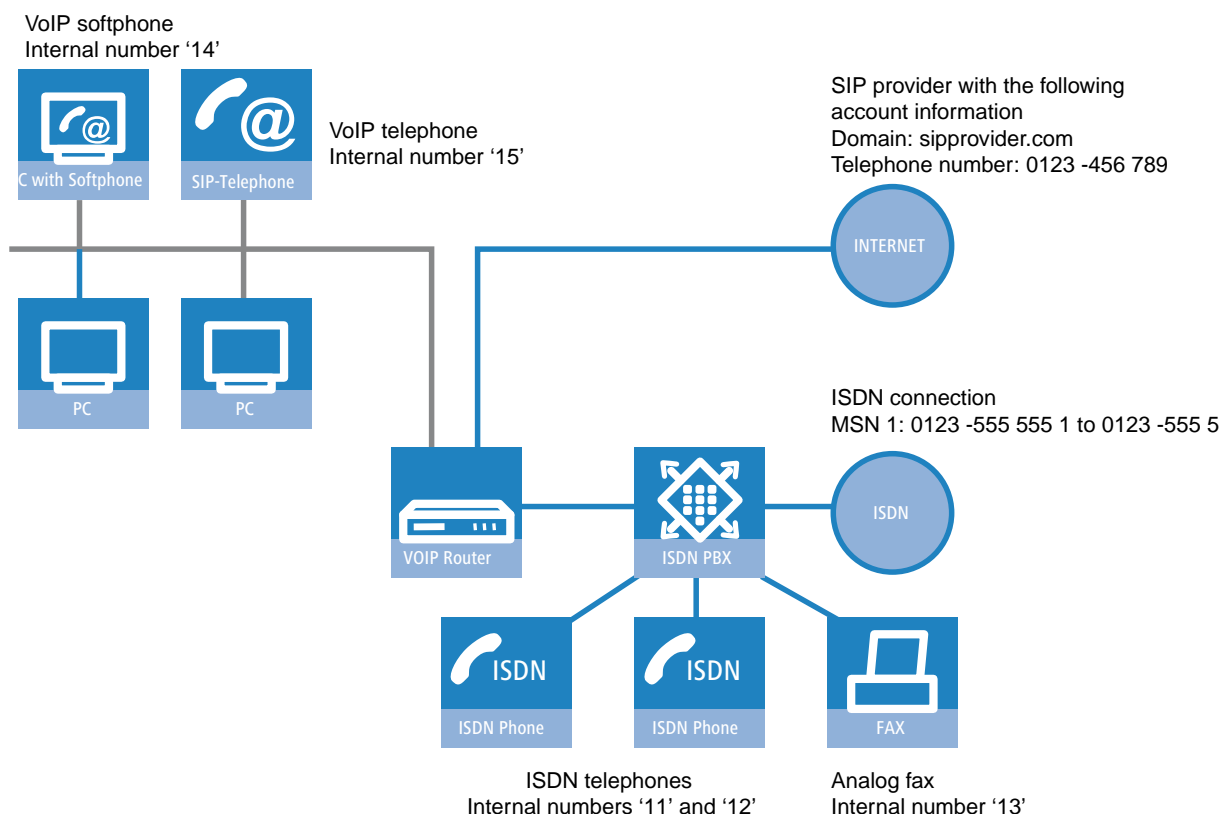 VoIP softphone
Internal number ‘14’
C with Softphone
SIP-Telephone
VoIP telephone
Internal number ‘15’
SIP provider with the following
account information
Domain: sipprovider.com
Telephone number: 0123 -456 789
INTERNET
PC
PC
ISDN connection
MSN 1: 0123 -555 555 1 to 0123 -555 5
VOIP Router
ISDN PBX
ISDN
ISDN
ISDN Phone
ISDN
ISDN Phone
FAX
ISDN telephones
Internal numbers ‘11’ and ‘12’
Analog fax
Internal number ‘13’